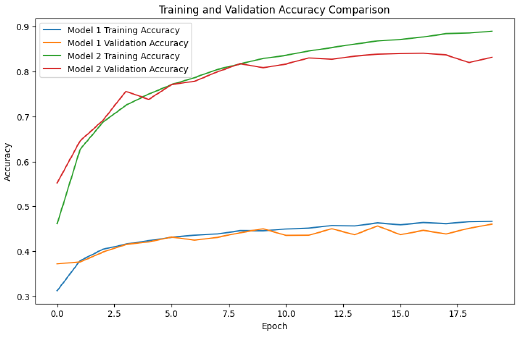 Training and Validation Accuracy Comparison
Model 1 Training Accuracy
Model 1 Validation Accuracy
Model 2 Training Accuracy
Model 2 Validation Accuracy
Accuracy
0.9
0.8
0.7
0.6
0.5
0.4
0.3
0.0 2.5 5.0 7.5 10.0 12.5 15.0 17.5
Epoch